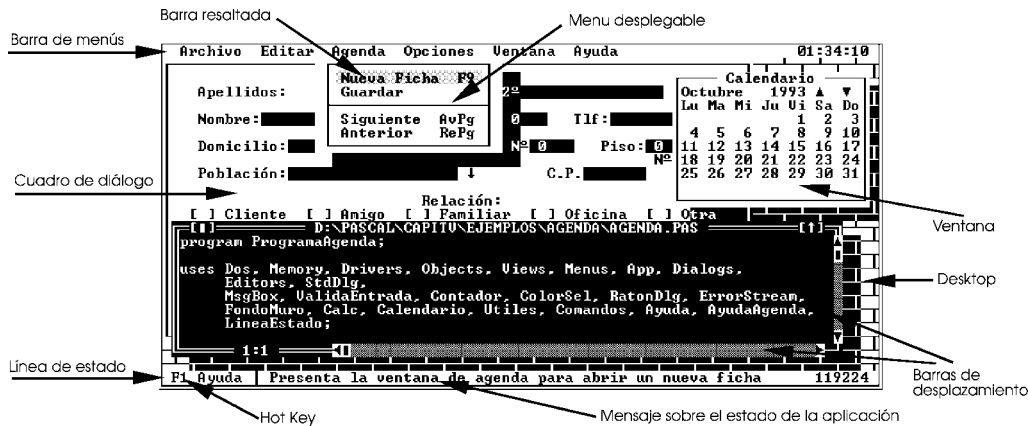 Barra resaltada
Menu desplegable
Barra de menús
Archivo Editar Agenda Opciones Ventana Ayuda 01:34:10
Nueva Ficha F9
Guardar
Siguiente AvPg
Anterior RePg
Calendario
Octubre 1993 ▲ ▼
Lu Ma Mi Ju Vi Sa Do
1 2 3
4 5 6 7 8 9 10
11 12 13 14 15 16 17
18 19 20 21 22 23 24
25 26 27 28 29 30 31
Apellidos: 2º
Nombre: 0 Tlf:
Domicilio: Nº 0 Piso: 0 Nº
Población: ↓ C.P.
Cuadro de diálogo
Relación:
[ ] Cliente [ ] Amigo [ ] Familiar [ ] Oficina [ ] Otra
Ventana
D:\PASCAL\CAPITV\EJEMPLOS\AGENDA\AGENDA.PAS [↑]
program ProgramaAgenda;
uses Dos, Memory, Drivers, Objects, Views, Menus, App, Dialogs,
Editors, StdDlg,
MsgBox, ValidaEntrada, Contador, ColorSel, RatonDlg, ErrorStream,
FondoMuro, Calc, Calendario, Utiles, Comandos, Ayuda, AyudaAgenda,
LineaEstado;
1:1
Desktop
Línea de estado
F1 Ayuda | Presenta la ventana de agenda para abrir un nueva ficha 119224
Barras de
desplazamiento
Hot Key
Mensaje sobre el estado de la aplicación